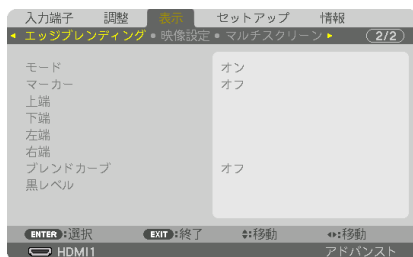 入力端子 調整 表示 セットアップ 情報
エッジブレンディング • 映像設定 • マルチスクリーン 2/2
モード オン
マーカー オフ
上端
下端
左端
右端
ブレンドカーブ オフ
黒レベル
ENTER:選択 EXIT:終了 :移動 :移動
HDMI1 アドバンスト